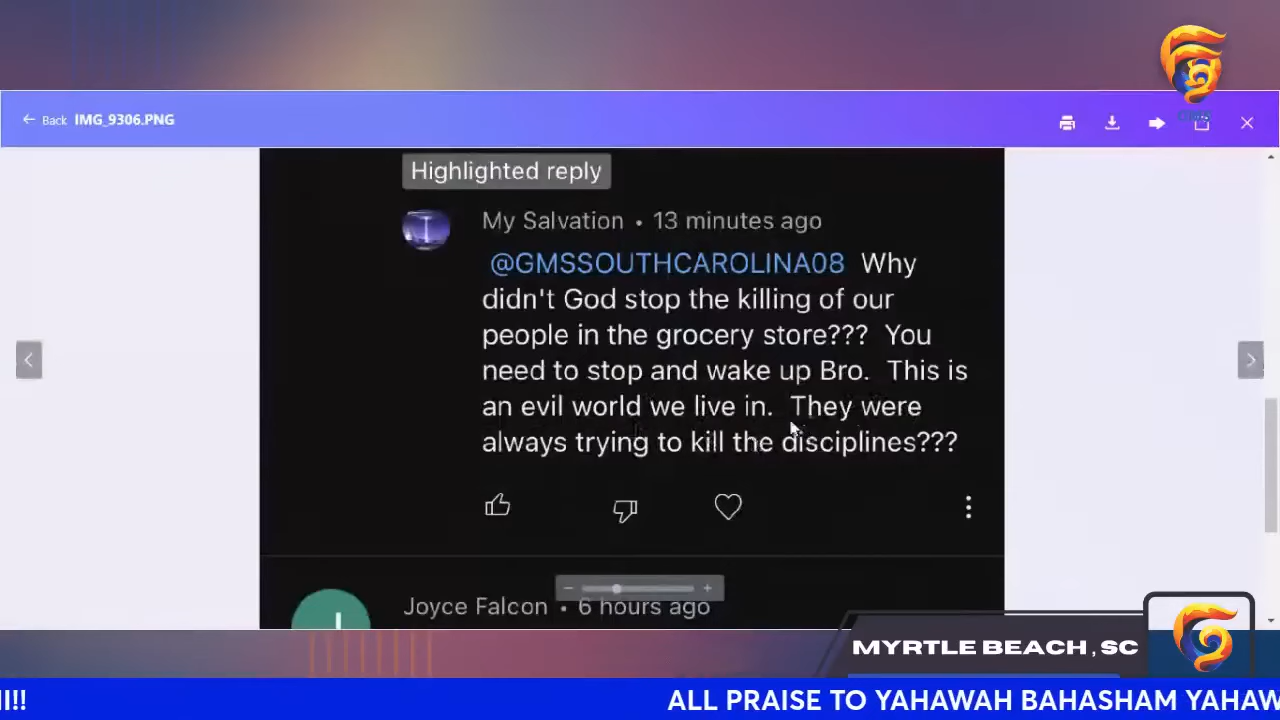 ← Back IMG_9306.PNG
Highlighted reply
My Salvation • 13 minutes ago
@GMSSOUTHCAROLINA08 Why
didn't God stop the killing of our
people in the grocery store??? You
need to stop and wake up Bro. This is
an evil world we live in. They were
always trying to kill the disciplines???
Joyce Falcon • 6 hours ago
MYRTLE BEACH, SC
!!
ALL PRAISE TO YAHAWAH BAHASHAM YAHAW